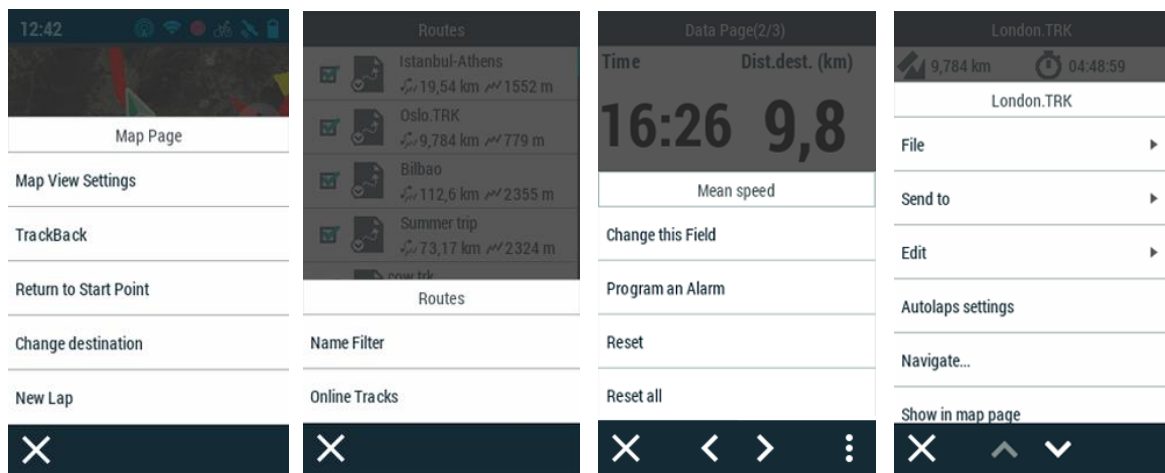 12:42
Map Page
Map View Settings
TrackBack
Return to Start Point
Change destination
New Lap
Routes
Istanbul-Athens
19,54 km 1552 m
Oslo.TRK
9,784 km 779 m
Bilbao
112,6 km 2355 m
Summer trip
73,17 km 2324 m
cow.trk
Routes
Name Filter
Online Tracks
Data Page(2/3)
Time Dist.dest. (km)
16:26 9,8
Mean speed
Change this Field
Program an Alarm
Reset
Reset all
London.TRK
9,784 km 04:48:59
London.TRK
File
Send to
Edit
Autolaps settings
Navigate...
Show in map page